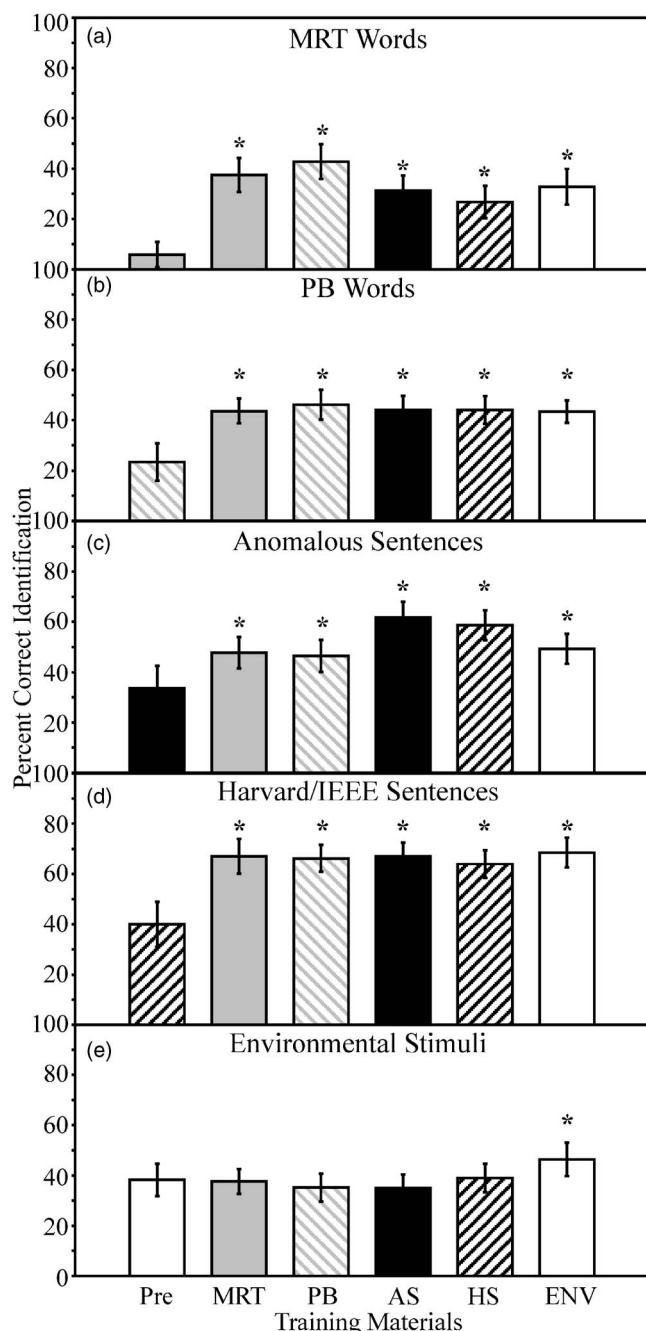 100
(a)
MRT Words
80
60
* * * * * 
40
20
100
(b)
PB Words
80
60
* * * * *
40
20
100
(c)
Anomalous Sentences
80
60
* * * * *
40
20
100
(d)
Harvard/IEEE Sentences
80
60
* * * * *
40
20
100
(e)
Environmental Stimuli
80
60
*
40
20
0
Percent Correct Identification
Pre MRT PB AS HS ENV
Training Materials